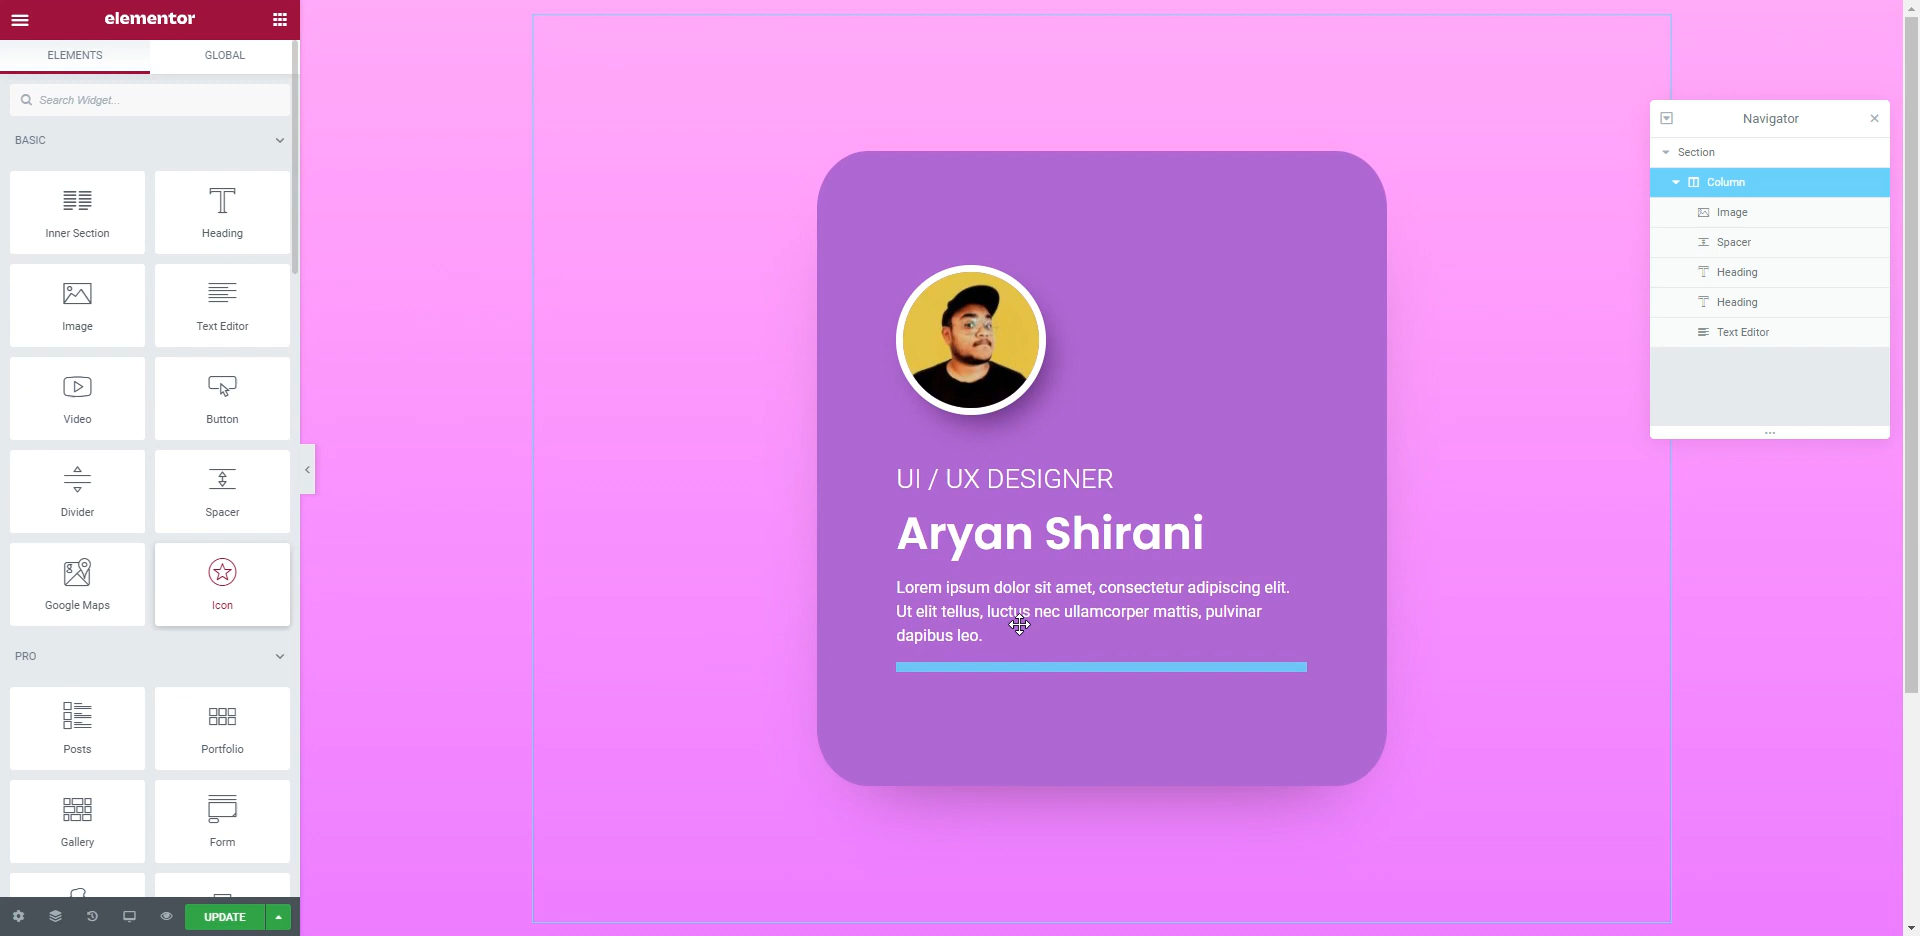 elementor
ELEMENTS
GLOBAL
Search Widget...
BASIC
Inner Section
Heading
Image
Text Editor
Video
Button
Divider
Spacer
Google Maps
Icon
PRO
Posts
Portfolio
Gallery
Form
UPDATE
UI / UX DESIGNER
Aryan Shirani
Lorem ipsum dolor sit amet, consectetur adipiscing elit.
Ut elit tellus, luctus nec ullamcorper mattis, pulvinar
dapibus leo.
Navigator
Section
Column
Image
Spacer
Heading
Heading
Text Editor